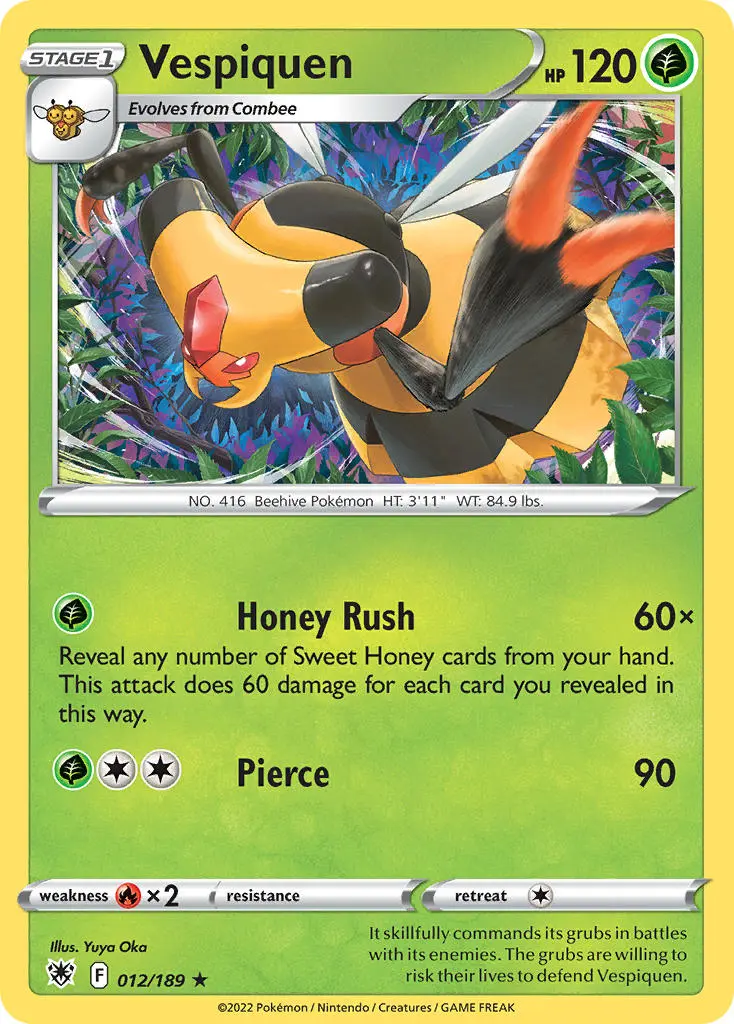 STAGE1
Vespiquen
HP 120
Evolves from Combee
NO. 416 Beehive Pokémon HT: 3'11" WT: 84.9 lbs.
Honey Rush 60×
Reveal any number of Sweet Honey cards from your hand.
This attack does 60 damage for each card you revealed in
this way.
Pierce 90
weakness ×2 resistance retreat
Illus. Yuya Oka
It skillfully commands its grubs in battles
with its enemies. The grubs are willing to
risk their lives to defend Vespiquen.
F 012/189 ★
©2022 Pokémon / Nintendo / Creatures / GAME FREAK